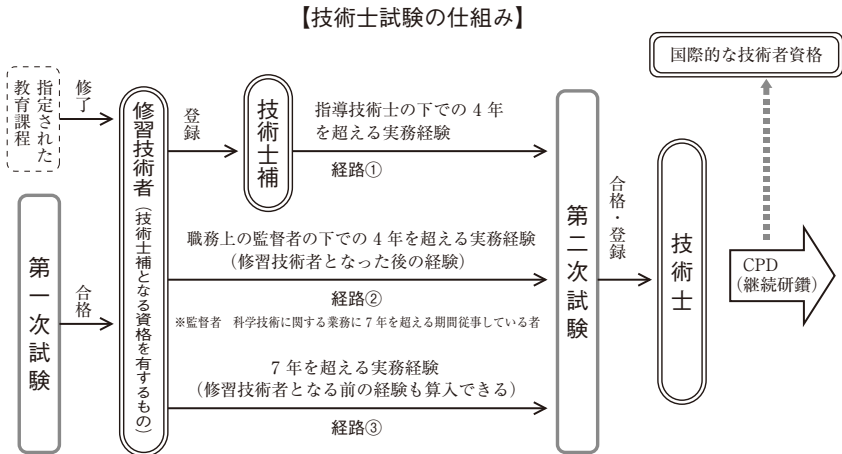 【技術士試験の仕組み】
国際的な技術者資格
指定された
教育課程
修了
修習技術者
(技術士補となる資格を有するもの)
登録
技術士補
指導技術士の下での 4 年
を超える実務経験
経路①
第一次試験
合格
職務上の監督者の下での 4 年を超える実務経験
(修習技術者となった後の経験)
経路②
※監督者 科学技術に関する業務に 7 年を超える期間従事している者
7 年を超える実務経験
(修習技術者となる前の経験も算入できる)
経路③
第二次試験
合格・登録
技術士
CPD
(継続研鑽)